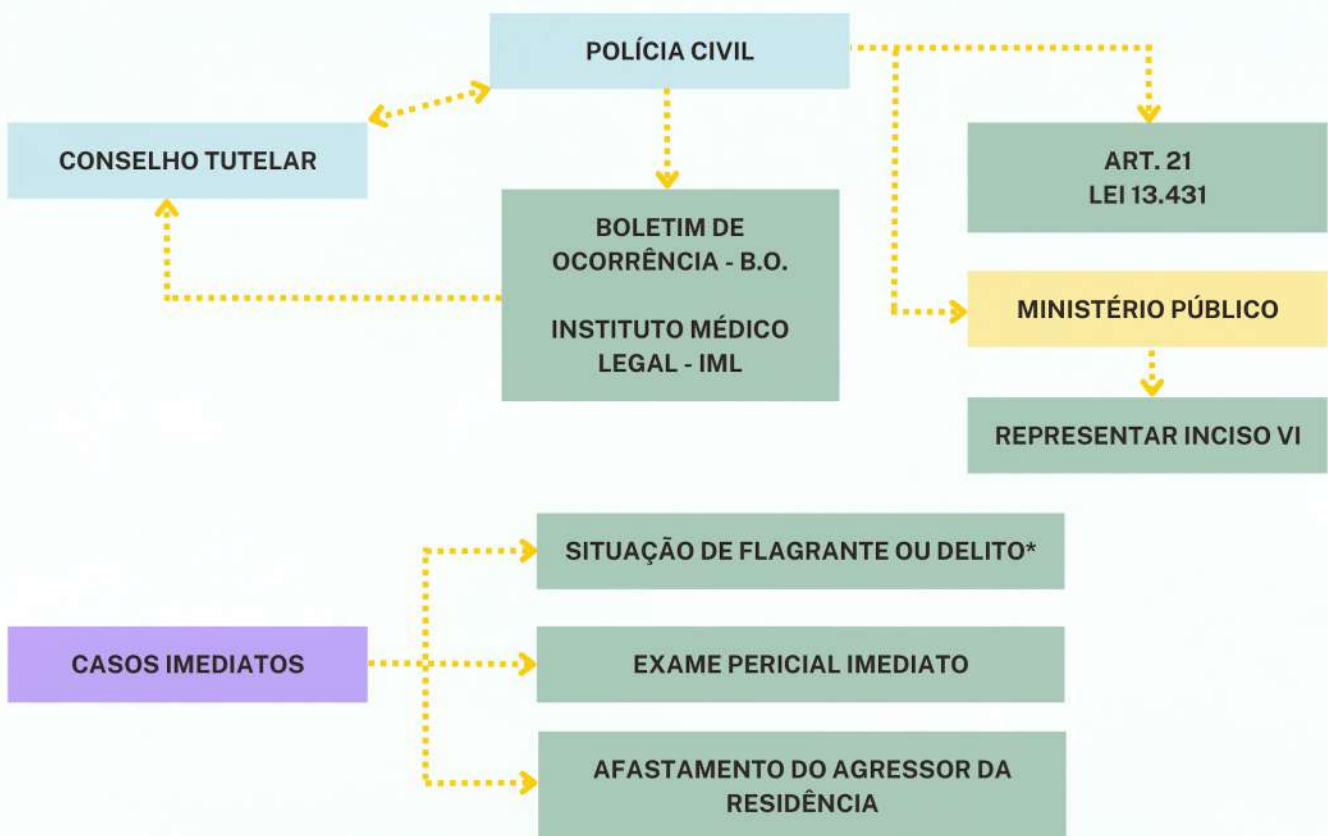 POLÍCIA CIVIL
CONSELHO TUTELAR
ART. 21
LEI 13.431
BOLETIM DE
OCORRÊNCIA - B.O.
INSTITUTO MÉDICO
LEGAL - IML
MINISTÉRIO PÚBLICO
REPRESENTAR INCISO VI
SITUAÇÃO DE FLAGRANTE OU DELITO*
CASOS IMEDIATOS
EXAME PERICIAL IMEDIATO
AFASTAMENTO DO AGRESSOR DA
RESIDÊNCIA